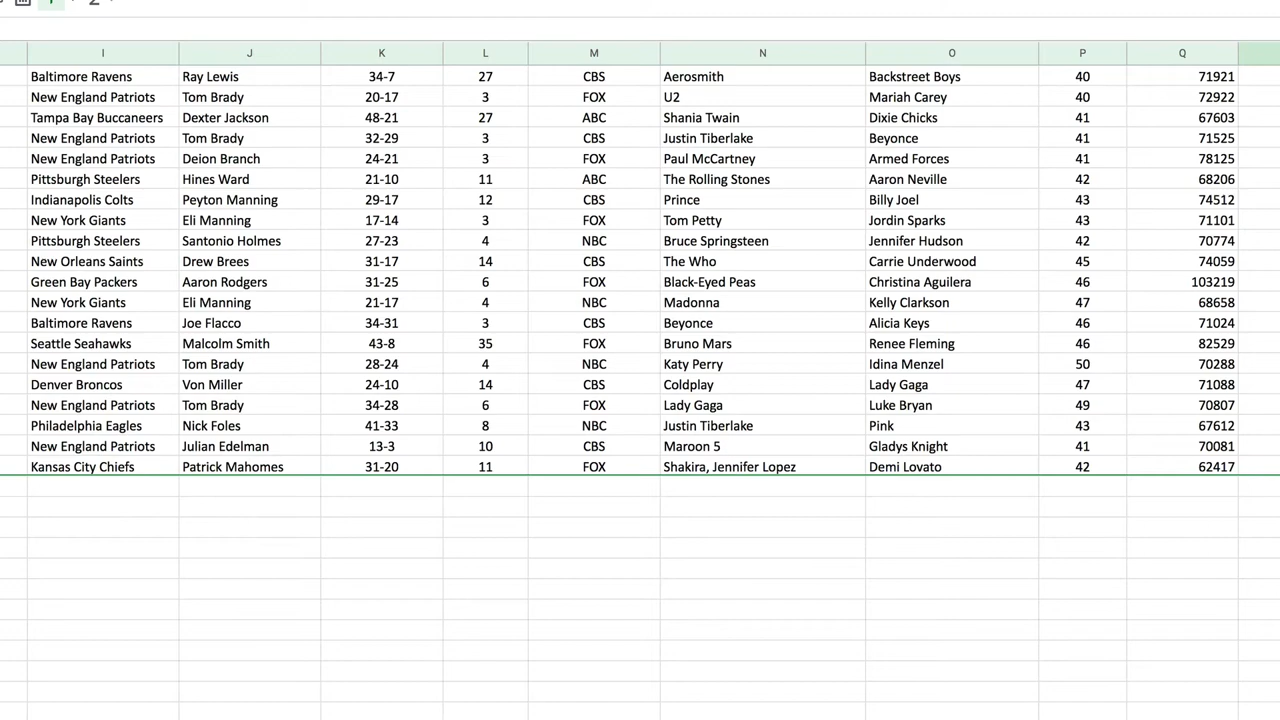 I J K L M N O P Q
Baltimore Ravens Ray Lewis 34-7 27 CBS Aerosmith Backstreet Boys 40 71921
New England Patriots Tom Brady 20-17 3 FOX U2 Mariah Carey 40 72922
Tampa Bay Buccaneers Dexter Jackson 48-21 27 ABC Shania Twain Dixie Chicks 41 67603
New England Patriots Tom Brady 32-29 3 CBS Justin Tiberlake Beyonce 41 71525
New England Patriots Deion Branch 24-21 3 FOX Paul McCartney Armed Forces 41 78125
Pittsburgh Steelers Hines Ward 21-10 11 ABC The Rolling Stones Aaron Neville 42 68206
Indianapolis Colts Peyton Manning 29-17 12 CBS Prince Billy Joel 43 74512
New York Giants Eli Manning 17-14 3 FOX Tom Petty Jordin Sparks 43 71101
Pittsburgh Steelers Santonio Holmes 27-23 4 NBC Bruce Springsteen Jennifer Hudson 42 70774
New Orleans Saints Drew Brees 31-17 14 CBS The Who Carrie Underwood 45 74059
Green Bay Packers Aaron Rodgers 31-25 6 FOX Black-Eyed Peas Christina Aguilera 46 103219
New York Giants Eli Manning 21-17 4 NBC Madonna Kelly Clarkson 47 68658
Baltimore Ravens Joe Flacco 34-31 3 CBS Beyonce Alicia Keys 46 71024
Seattle Seahawks Malcolm Smith 43-8 35 FOX Bruno Mars Renee Fleming 46 82529
New England Patriots Tom Brady 28-24 4 NBC Katy Perry Idina Menzel 50 70288
Denver Broncos Von Miller 24-10 14 CBS Coldplay Lady Gaga 47 71088
New England Patriots Tom Brady 34-28 6 FOX Lady Gaga Luke Bryan 49 70807
Philadelphia Eagles Nick Foles 41-33 8 NBC Justin Tiberlake Pink 43 67612
New England Patriots Julian Edelman 13-3 10 CBS Maroon 5 Gladys Knight 41 70081
Kansas City Chiefs Patrick Mahomes 31-20 11 FOX Shakira, Jennifer Lopez Demi Lovato 42 62417